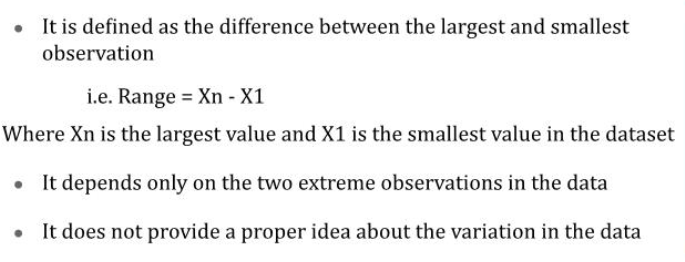 • It is defined as the difference between the largest and smallest
observation
i.e. Range = Xn - X1
Where Xn is the largest value and X1 is the smallest value in the dataset
• It depends only on the two extreme observations in the data
• It does not provide a proper idea about the variation in the data